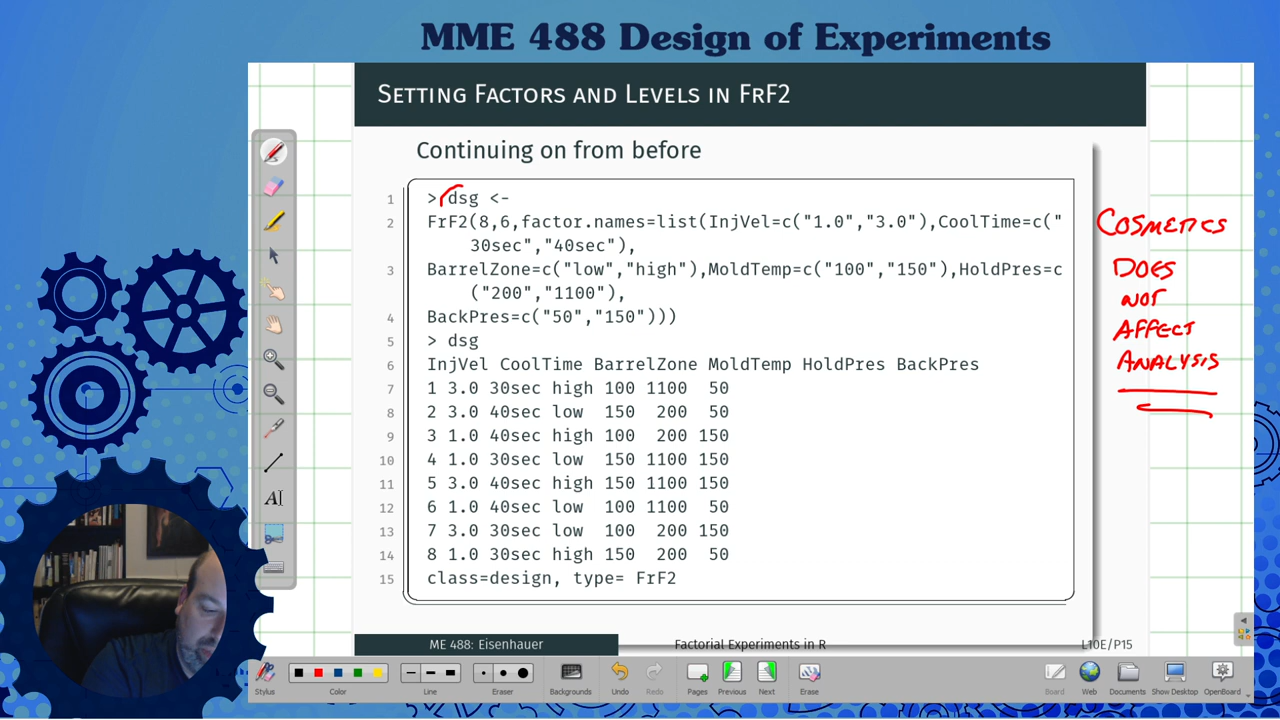 MME 488 Design of Experiments
Setting Factors and Levels in FrF2
Continuing on from before
1 > dsg <-
2 FrF2(8,6,factor.names=list(InjVel=c("1.0","3.0"),CoolTime=c("
30sec","40sec"),
3 BarrelZone=c("low","high"),MoldTemp=c("100","150"),HoldPres=c
("200","1100"),
4 BackPres=c("50","150")))
5 > dsg
6 InjVel CoolTime BarrelZone MoldTemp HoldPres BackPres
7 1 3.0 30sec high 100 1100 50
8 2 3.0 40sec low 150 200 50
9 3 1.0 40sec high 100 200 150
10 4 1.0 30sec low 150 1100 150
11 5 3.0 40sec high 150 1100 150
12 6 1.0 40sec low 100 1100 50
13 7 3.0 30sec low 100 200 150
14 8 1.0 30sec high 150 200 50
15 class=design, type= FrF2
COSMETICS
DOES
NOT
AFFECT
ANALYSIS
ME 488: Eisenhauer
Factorial Experiments in R
L10E/P15
AI
Stylus
Color
Line
Eraser
Backgrounds
Undo
Redo
Pages
Previous
Next
Erase
Board
Web
Documents
Show Desktop
OpenBoard